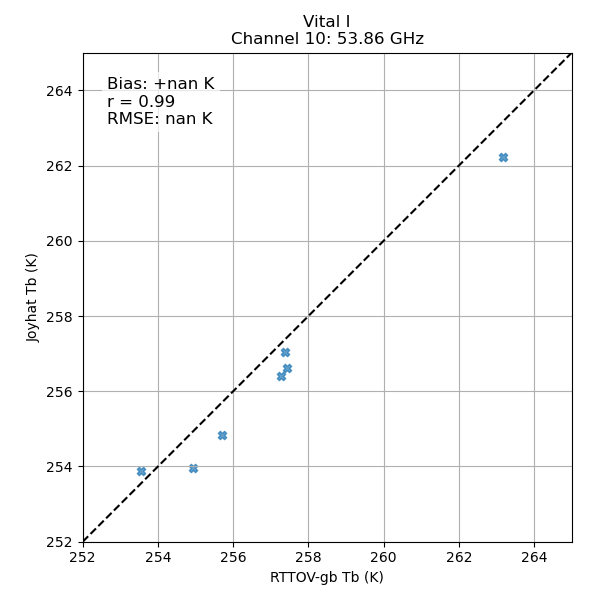 Vital I
Channel 10: 53.86 GHz
Bias: +nan K
r = 0.99
RMSE: nan K
264
262
260
258
256
254
252
Joyhat Tb (K)
252 254 256 258 260 262 264
RTTOV-gb Tb (K)